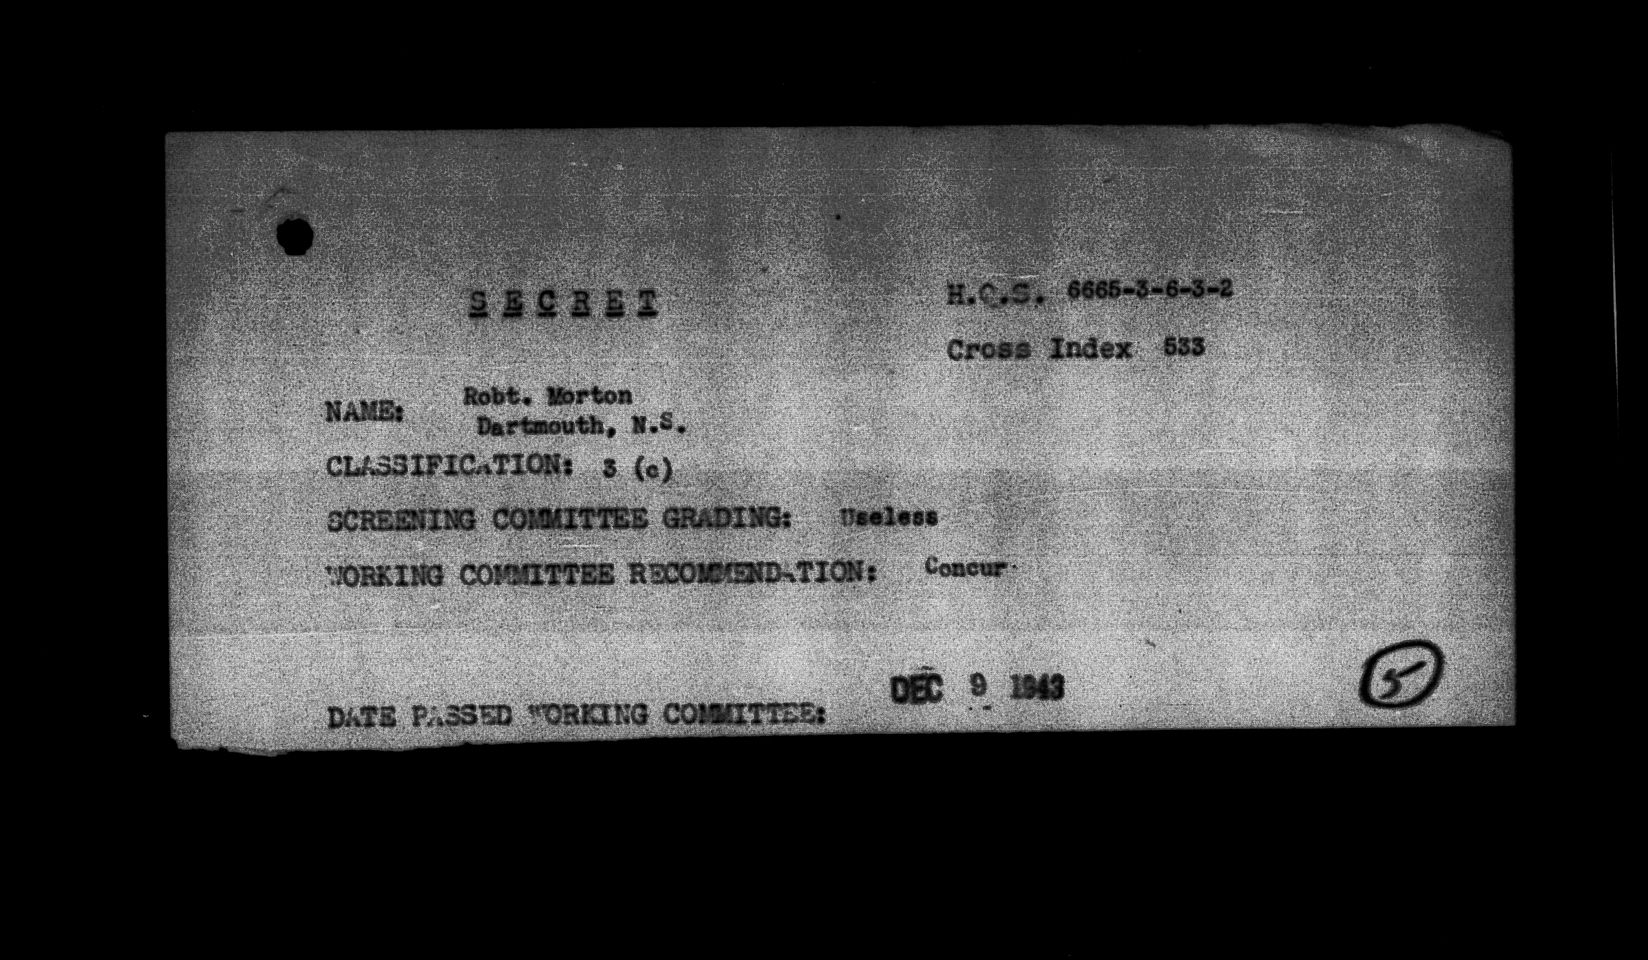 S E C R E T
H.Q.S. 6665-3-6-3-2
Cross Index 533
NAME: Robt. Morton
Dartmouth, N.S.
CLASSIFICATION: 3 (c)
SCREENING COMMITTEE GRADING: Useless
WORKING COMMITTEE RECOMMENDATION: Concur
DEC 9 1943
DATE PASSED WORKING COMMITTEE:
5